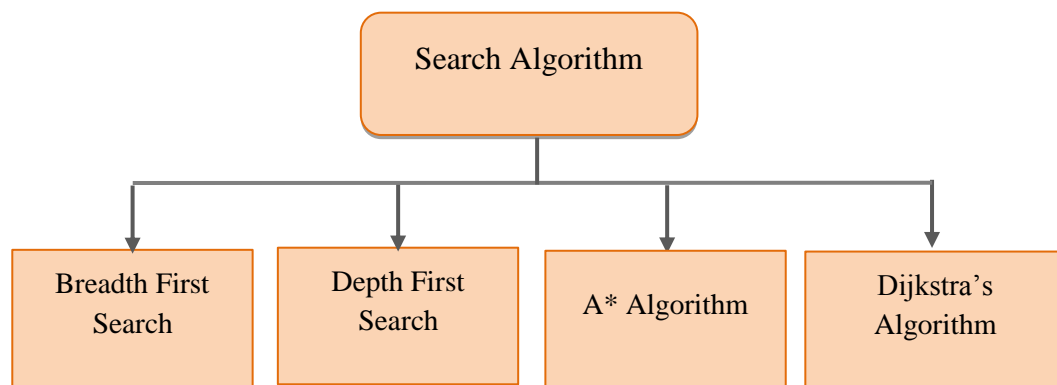 Search Algorithm
Breadth First
Search
Depth First
Search
A* Algorithm
Dijkstra’s
Algorithm